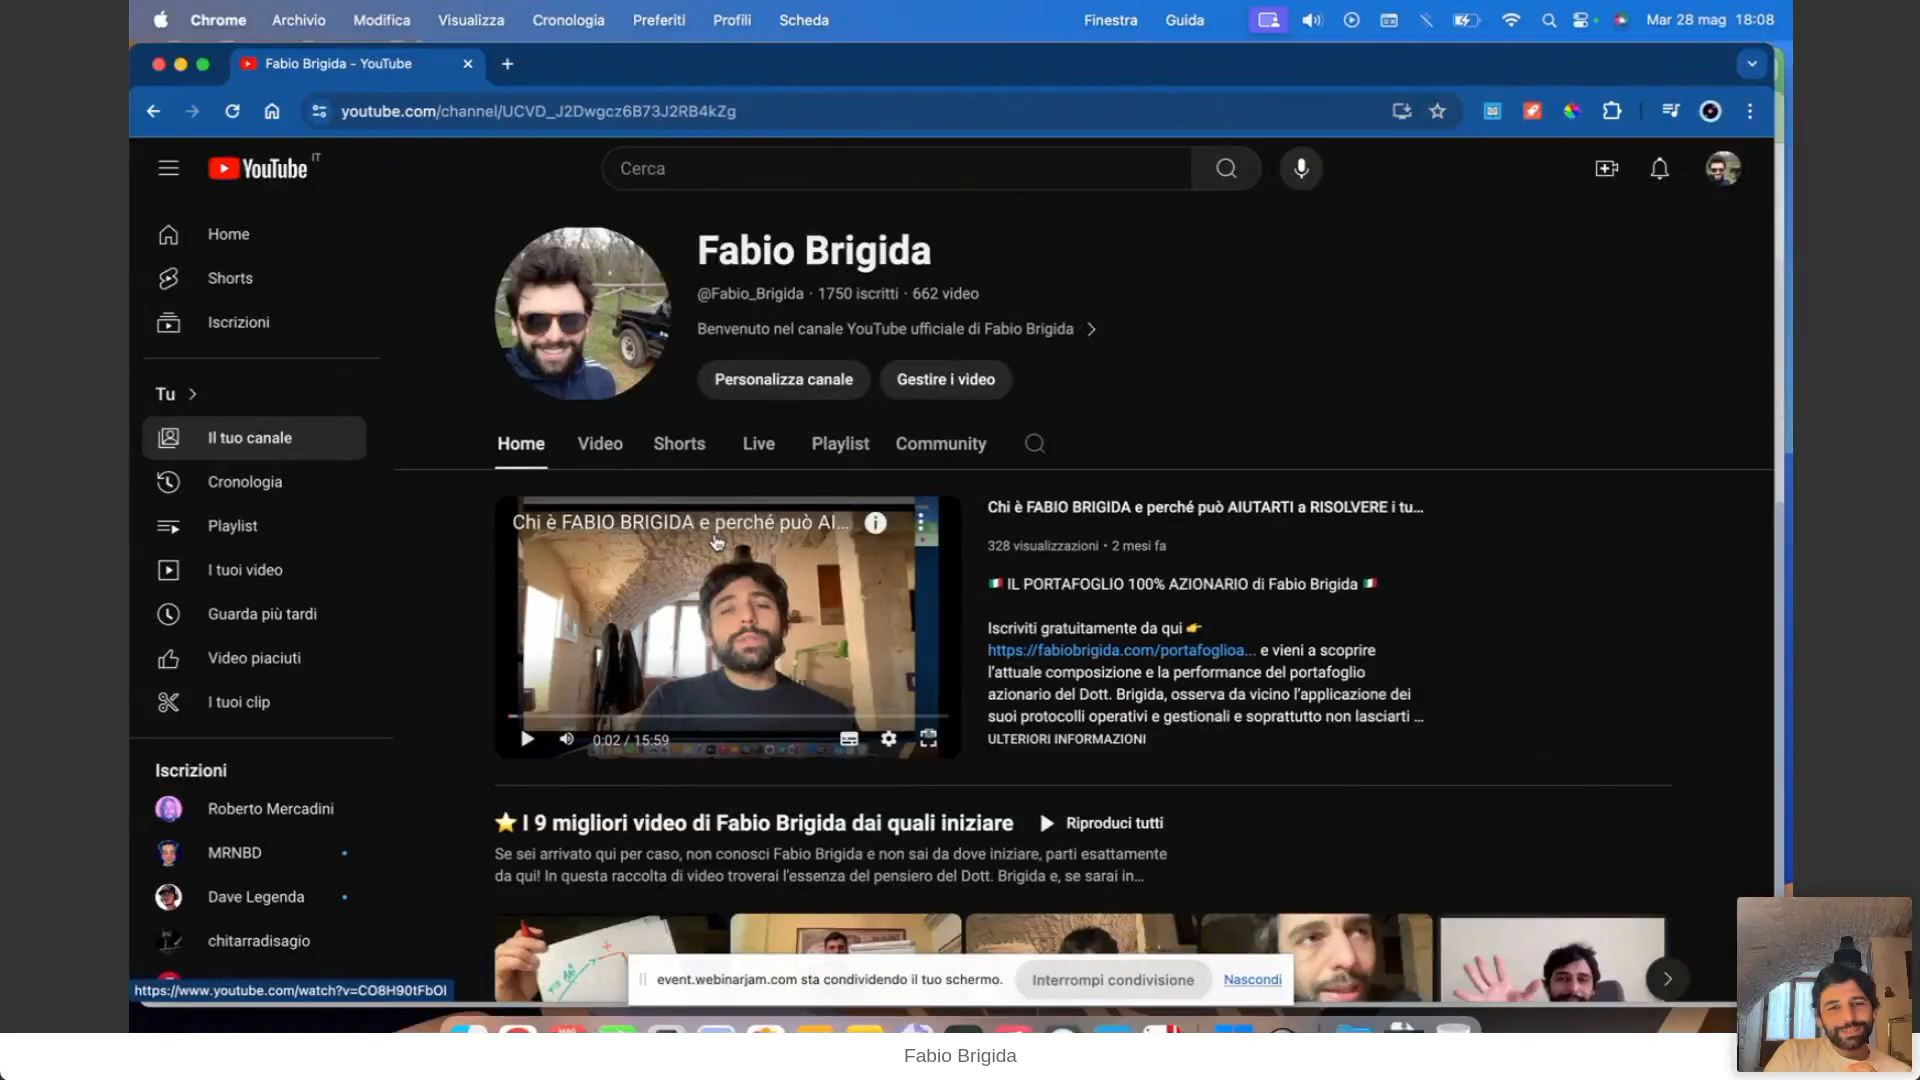 Chrome Archivio Modifica Visualizza Cronologia Preferiti Profili Scheda Finestra Guida Mar 28 mag 18:08
Fabio Brigida - YouTube
youtube.com/channel/UCVD_J2Dwgcz6B73J2RB4kZg
YouTube IT
Cerca
Home
Shorts
Iscrizioni
Tu
Il tuo canale
Cronologia
Playlist
I tuoi video
Guarda più tardi
Video piaciuti
I tuoi clip
Iscrizioni
Roberto Mercadini
MRNBD
Dave Legenda
chitarradisagio
https://www.youtube.com/watch?v=CO8H90tFbOI
Fabio Brigida
@Fabio_Brigida · 1750 iscritti · 662 video
Benvenuto nel canale YouTube ufficiale di Fabio Brigida
Personalizza canale Gestire i video
Home Video Shorts Live Playlist Community
Chi è FABIO BRIGIDA e perché può AI...
0:02 / 15:59
Chi è FABIO BRIGIDA e perché può AIUTARTI a RISOLVERE i tu...
328 visualizzazioni · 2 mesi fa
🇮🇹 IL PORTAFOGLIO 100% AZIONARIO di Fabio Brigida 🇮🇹
Iscriviti gratuitamente da qui 👉
https://fabiobrigida.com/portafoglioa... e vieni a scoprire
l'attuale composizione e la performance del portafoglio
azionario del Dott. Brigida, osserva da vicino l'applicazione dei
suoi protocolli operativi e gestionali e soprattutto non lasciarti ...
ULTERIORI INFORMAZIONI
⭐ I 9 migliori video di Fabio Brigida dai quali iniziare Riproduci tutti
Se sei arrivato qui per caso, non conosci Fabio Brigida e non sai da dove iniziare, parti esattamente
da qui! In questa raccolta di video troverai l'essenza del pensiero del Dott. Brigida e, se sarai in...
event.webinarjam.com sta condividendo il tuo schermo. Interrompi condivisione Nascondi
Fabio Brigida